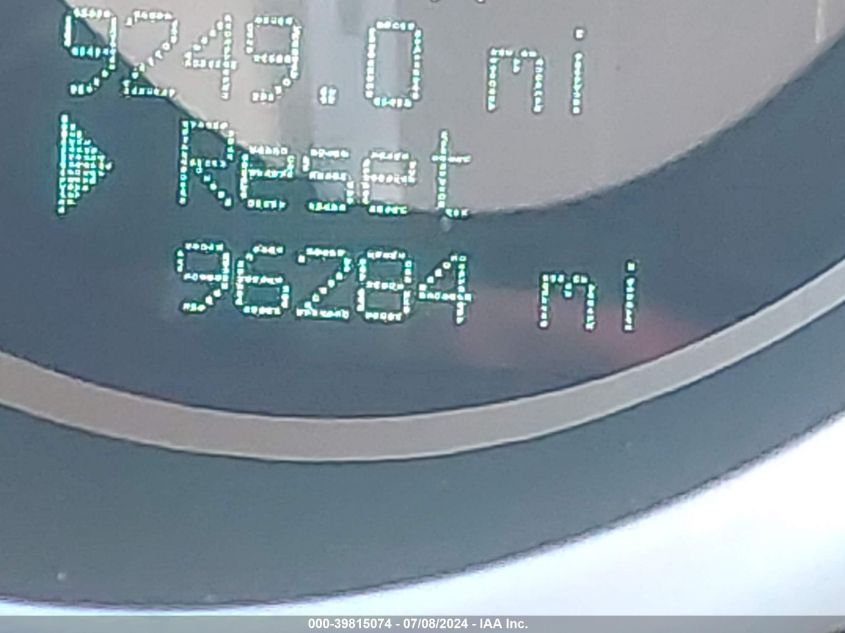 9249.0 mi
Reset
96284 mi
000-39815074 - 07/08/2024 - IAA Inc.